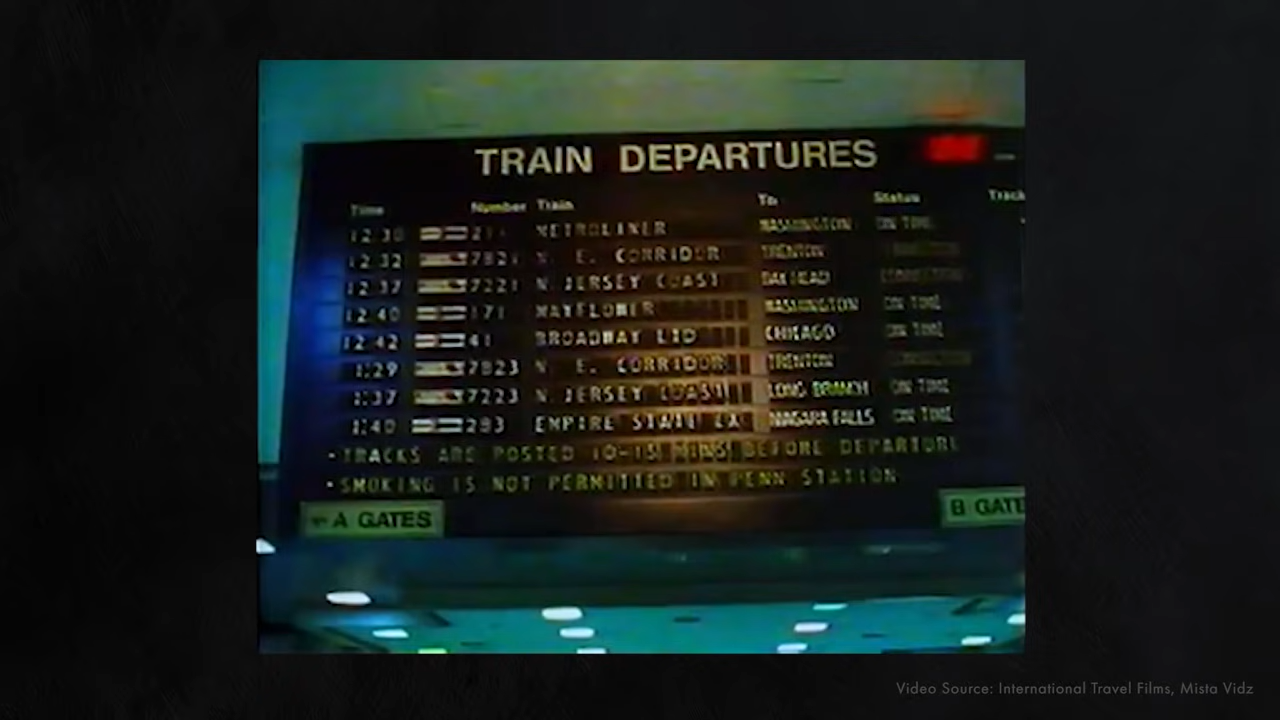 TRAIN DEPARTURES
Time Number Train To Status Track
12:30 METROLINER WASHINGTON ON TIME
12:32 7821 N. E. CORRIDOR TRENTON
12:37 7221 N JERSEY COAST BAY HEAD
12:40 171 MAYFLOWER WASHINGTON ON TIME
12:42 41 BROADWAY LTD CHICAGO ON TIME
1:29 7823 N. E. CORRIDOR TRENTON
1:37 7223 N JERSEY COAST LONG BRANCH ON TIME
1:40 283 EMPIRE STATE EX NIAGARA FALLS ON TIME
•TRACKS ARE POSTED 10-15 MINS BEFORE DEPARTURE
•SMOKING IS NOT PERMITTED IN PENN STATION
A GATES
B GATE
Video Source: International Travel Films, Mista Vidz